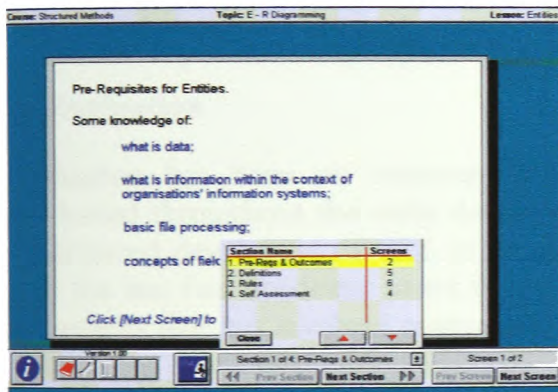 Course: Structured Methods Topic: E - R Diagramming Lesson: Entities
Pre-Requisites for Entities.
Some knowledge of:
what is data;
what is information within the context of
organisations' information systems;
basic file processing;
concepts of field
Section Name Screens
1. Pre-Reqs & Outcomes 2
2. Definitions 5
3. Rules 6
4. Self Assessment 4
Click [Next Screen] to
Close
Version 1.00
Section 1 of 4: Pre-Reqs & Outcomes Screen 1 of 2
Prev Section Next Section Prev Screen Next Screen